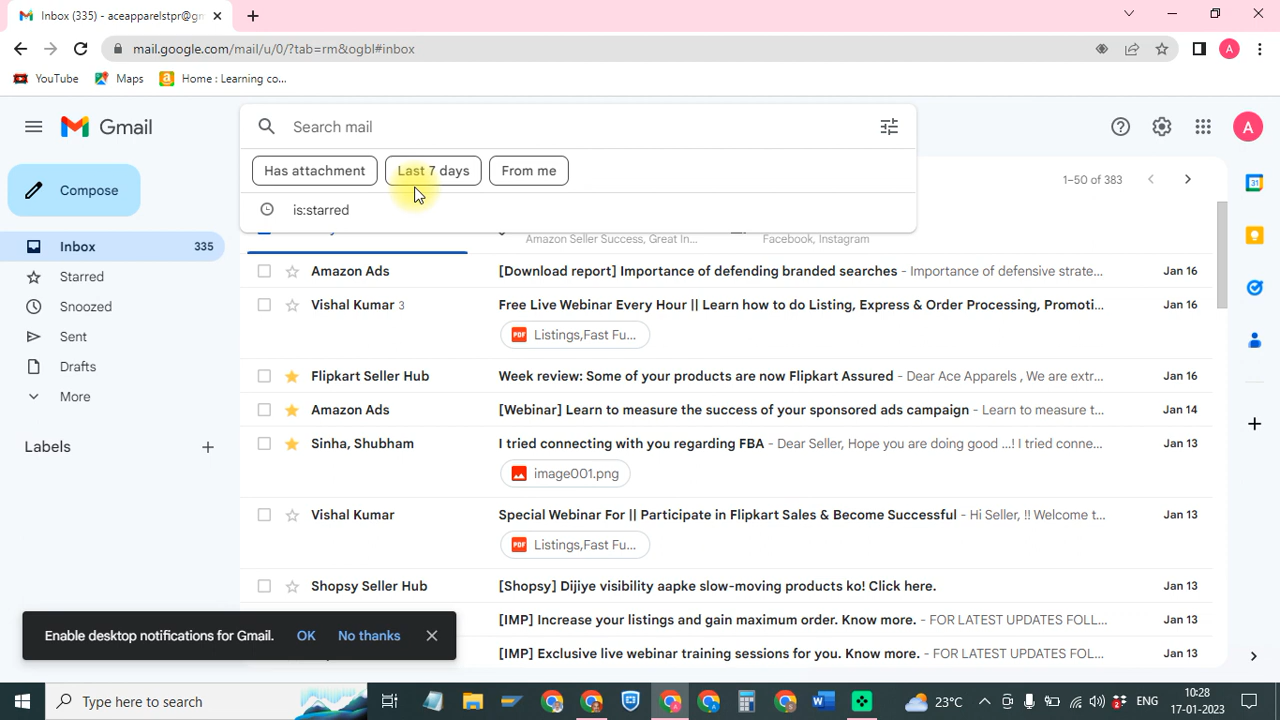 Inbox (335) - aceapparelstpr@gm
mail.google.com/mail/u/0/?tab=rm&ogbl#inbox
A
YouTube
Maps
Home : Learning co...
Gmail
Search mail
A
Has attachment
Last 7 days
From me
1–50 of 383
is:starred
Compose
Amazon Seller Success, Great In...
Facebook, Instagram
Inbox 335
Starred
Snoozed
Sent
Drafts
More
Labels
Amazon Ads [Download report] Importance of defending branded searches - Importance of defensive strate... Jan 16
Vishal Kumar 3 Free Live Webinar Every Hour || Learn how to do Listing, Express & Order Processing, Promoti... Jan 16
PDF Listings,Fast Fu...
Flipkart Seller Hub Week review: Some of your products are now Flipkart Assured - Dear Ace Apparels , We are extr... Jan 16
Amazon Ads [Webinar] Learn to measure the success of your sponsored ads campaign - Learn to measure t... Jan 14
Sinha, Shubham I tried connecting with you regarding FBA - Dear Seller, Hope you are doing good ...! I tried conne... Jan 13
image001.png
Vishal Kumar Special Webinar For || Participate in Flipkart Sales & Become Successful - Hi Seller, !! Welcome t... Jan 13
PDF Listings,Fast Fu...
Shopsy Seller Hub [Shopsy] Dijiye visibility aapke slow-moving products ko! Click here. Jan 13
[IMP] Increase your listings and gain maximum order. Know more. - FOR LATEST UPDATES FOLL... Jan 13
[IMP] Exclusive live webinar training sessions for you. Know more. - FOR LATEST UPDATES FOLL... Jan 13
Enable desktop notifications for Gmail. OK No thanks
Type here to search
23°C
ENG
10:28
17-01-2023